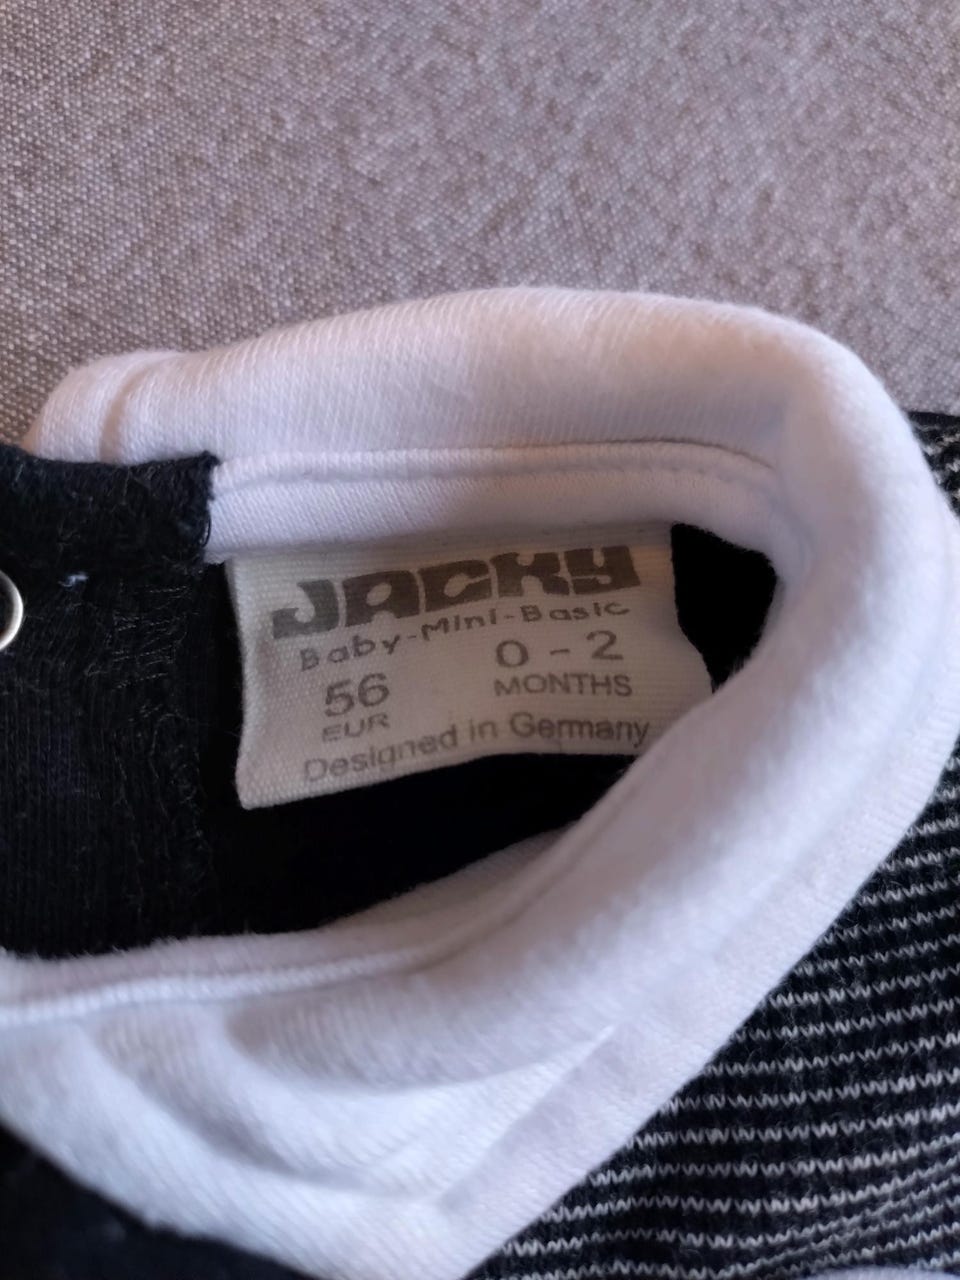 JACKY
Baby-Mini-Basic
56 0 - 2
EUR MONTHS
Designed in Germany